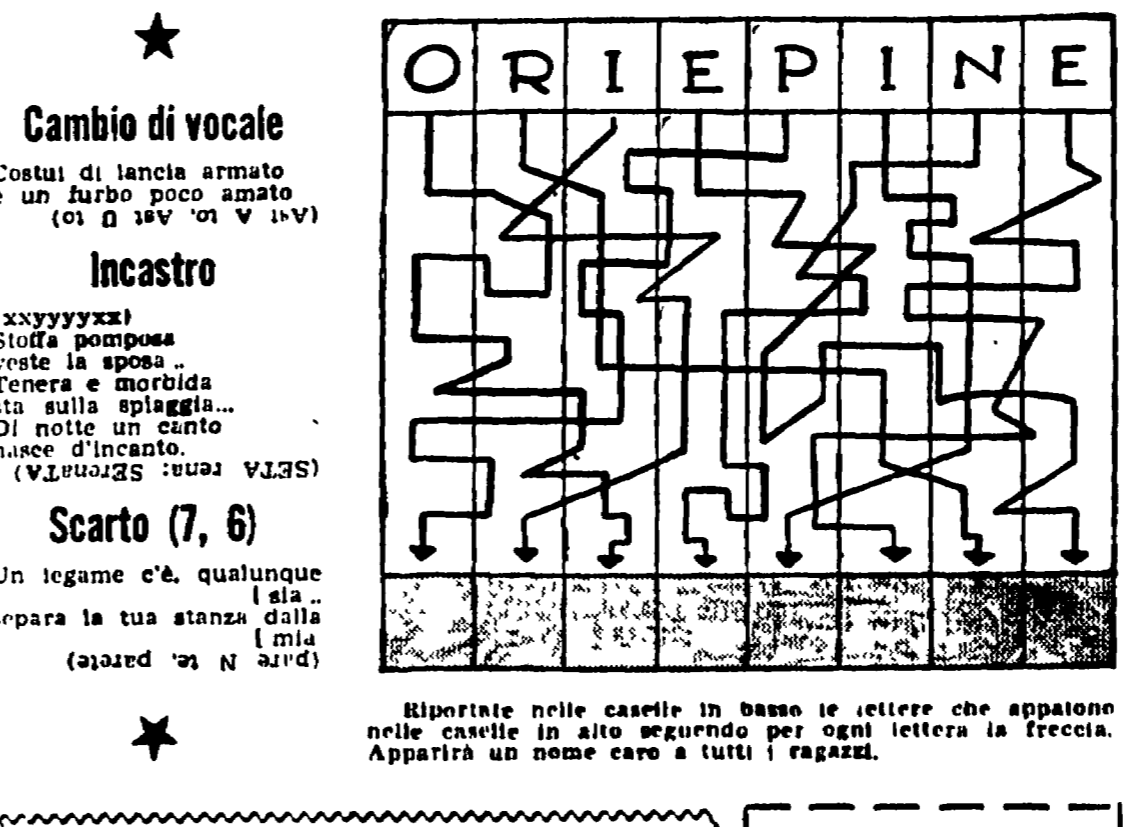 Cambio di vocale
Costui di lancia armato
è un furbo poco amato
(Ast A to, Ast U to)
Incastro
(xxyyyyxx)
Stoffa pomposa
veste la sposa ..
Tenera e morbida
sta sulla spiaggia...
Di notte un canto
nasce d'incanto.
(SETA rena: SErenaTA)
Scarto (7, 6)
Un legame c'è, qualunque
[ sia ..
separa la tua stanza dalla
[ mia
(pare N te, parete)
O R I E P I N E
Riportate nelle caselle in basso le lettere che appaiono
nelle caselle in alto seguendo per ogni lettera la freccia.
Apparirà un nome caro a tutti i ragazzi.